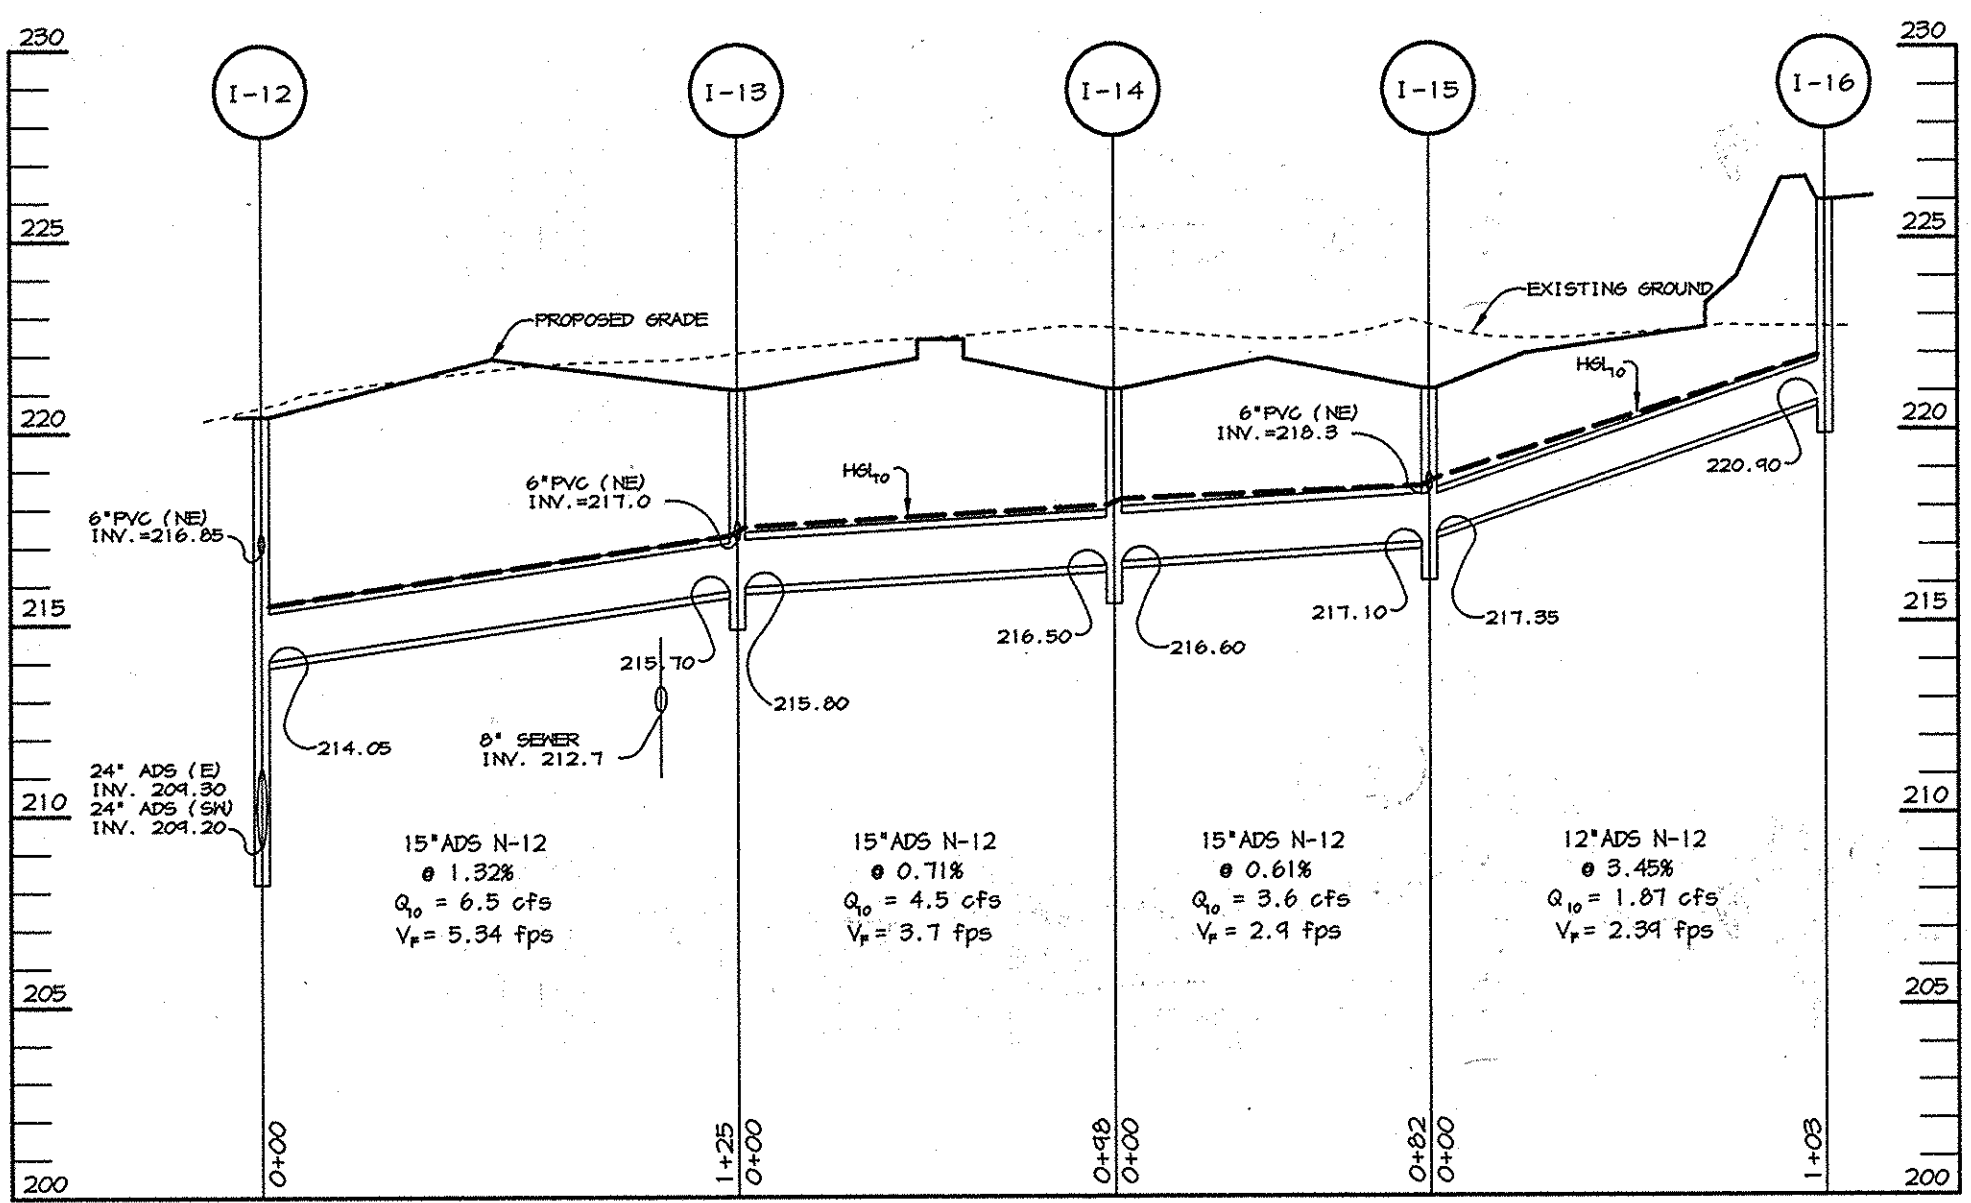 230
230
I-12
I-13
I-14
I-15
I-16
225
225
EXISTING GROUND
PROPOSED GRADE
HGL10
220
220
6"PVC (NE)
INV.=218.3
220.90
HGL10
6"PVC (NE)
INV.=217.0
6"PVC (NE)
INV.=216.85
215
215
217.10
217.35
216.50
216.60
215.70
215.80
214.05
8" SEWER
INV. 212.7
24" ADS (E)
INV. 209.30
24" ADS (SW)
INV. 209.20
210
210
15"ADS N-12
@ 1.32%
Q10 = 6.5 cfs
VF = 5.34 fps
15"ADS N-12
@ 0.71%
Q10 = 4.5 cfs
VF = 3.7 fps
15"ADS N-12
@ 0.61%
Q10 = 3.6 cfs
VF = 2.9 fps
12"ADS N-12
@ 3.45%
Q10 = 1.87 cfs
VF = 2.39 fps
205
205
0+00
1+25
0+00
0+98
0+00
0+82
0+00
1+03
200
200